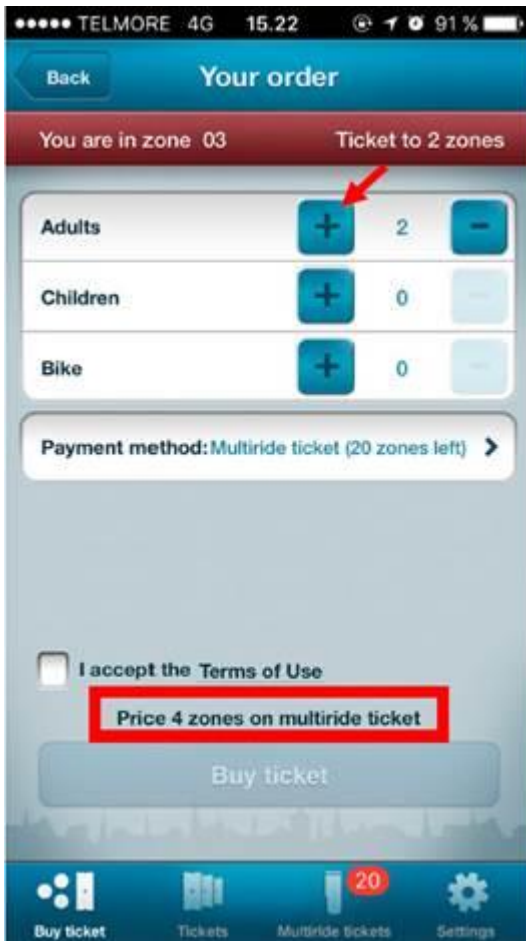 TELMORE 4G 15.22 91 %
Back Your order
You are in zone 03 Ticket to 2 zones
Adults + 2 -
Children + 0 -
Bike + 0 -
Payment method: Multiride ticket (20 zones left)
I accept the Terms of Use
Price 4 zones on multiride ticket
Buy ticket
20
Buy ticket Tickets Multiride tickets Settings